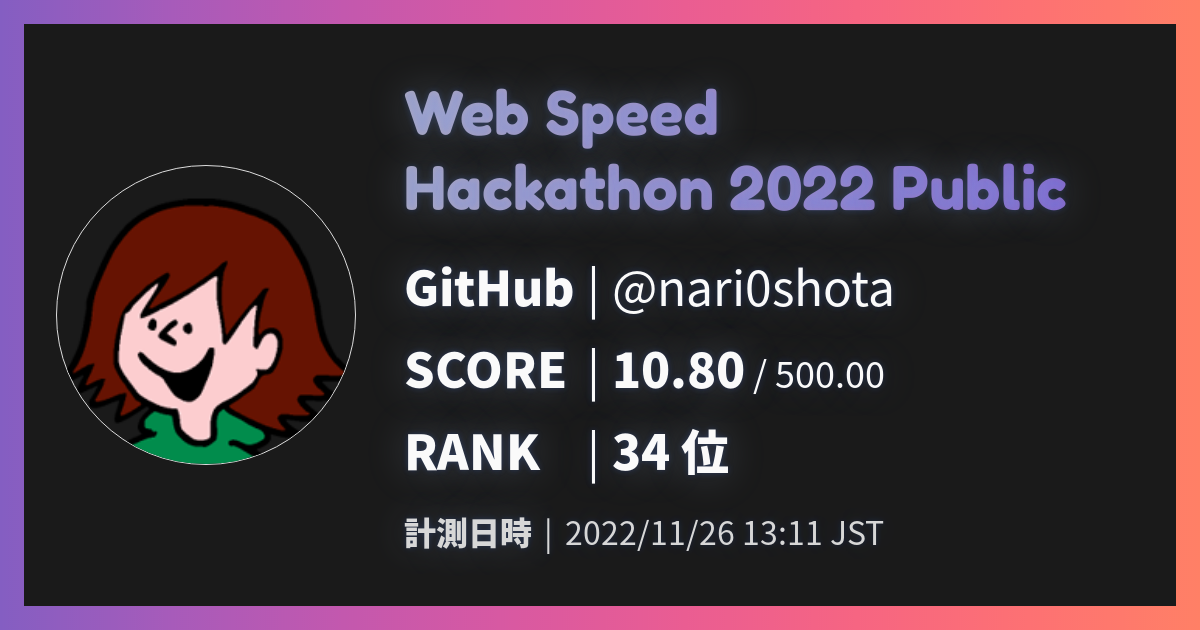 Web Speed
Hackathon 2022 Public
GitHub | @nari0shota
SCORE | 10.80 / 500.00
RANK | 34 位
計測日時 | 2022/11/26 13:11 JST